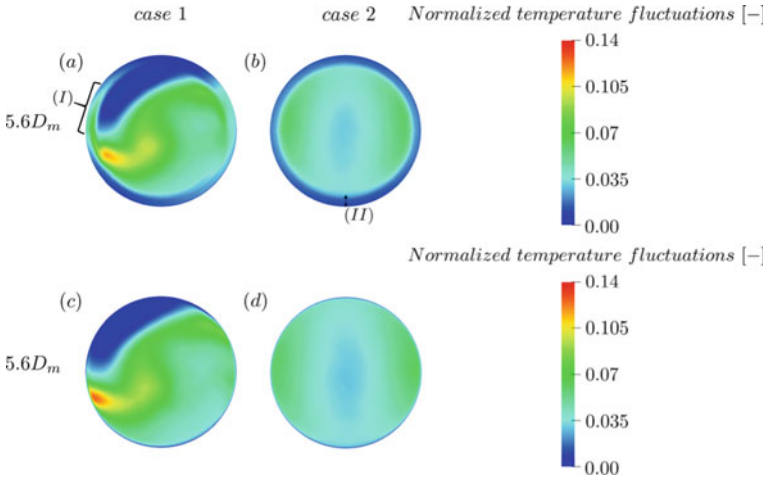 case 1 case 2 Normalized temperature fluctuations [−]
(a) (b) 0.14
(I) 0.105
5.6D_m 0.07
0.035
(II) 0.00
Normalized temperature fluctuations [−]
(c) (d) 0.14
0.105
5.6D_m 0.07
0.035
0.00